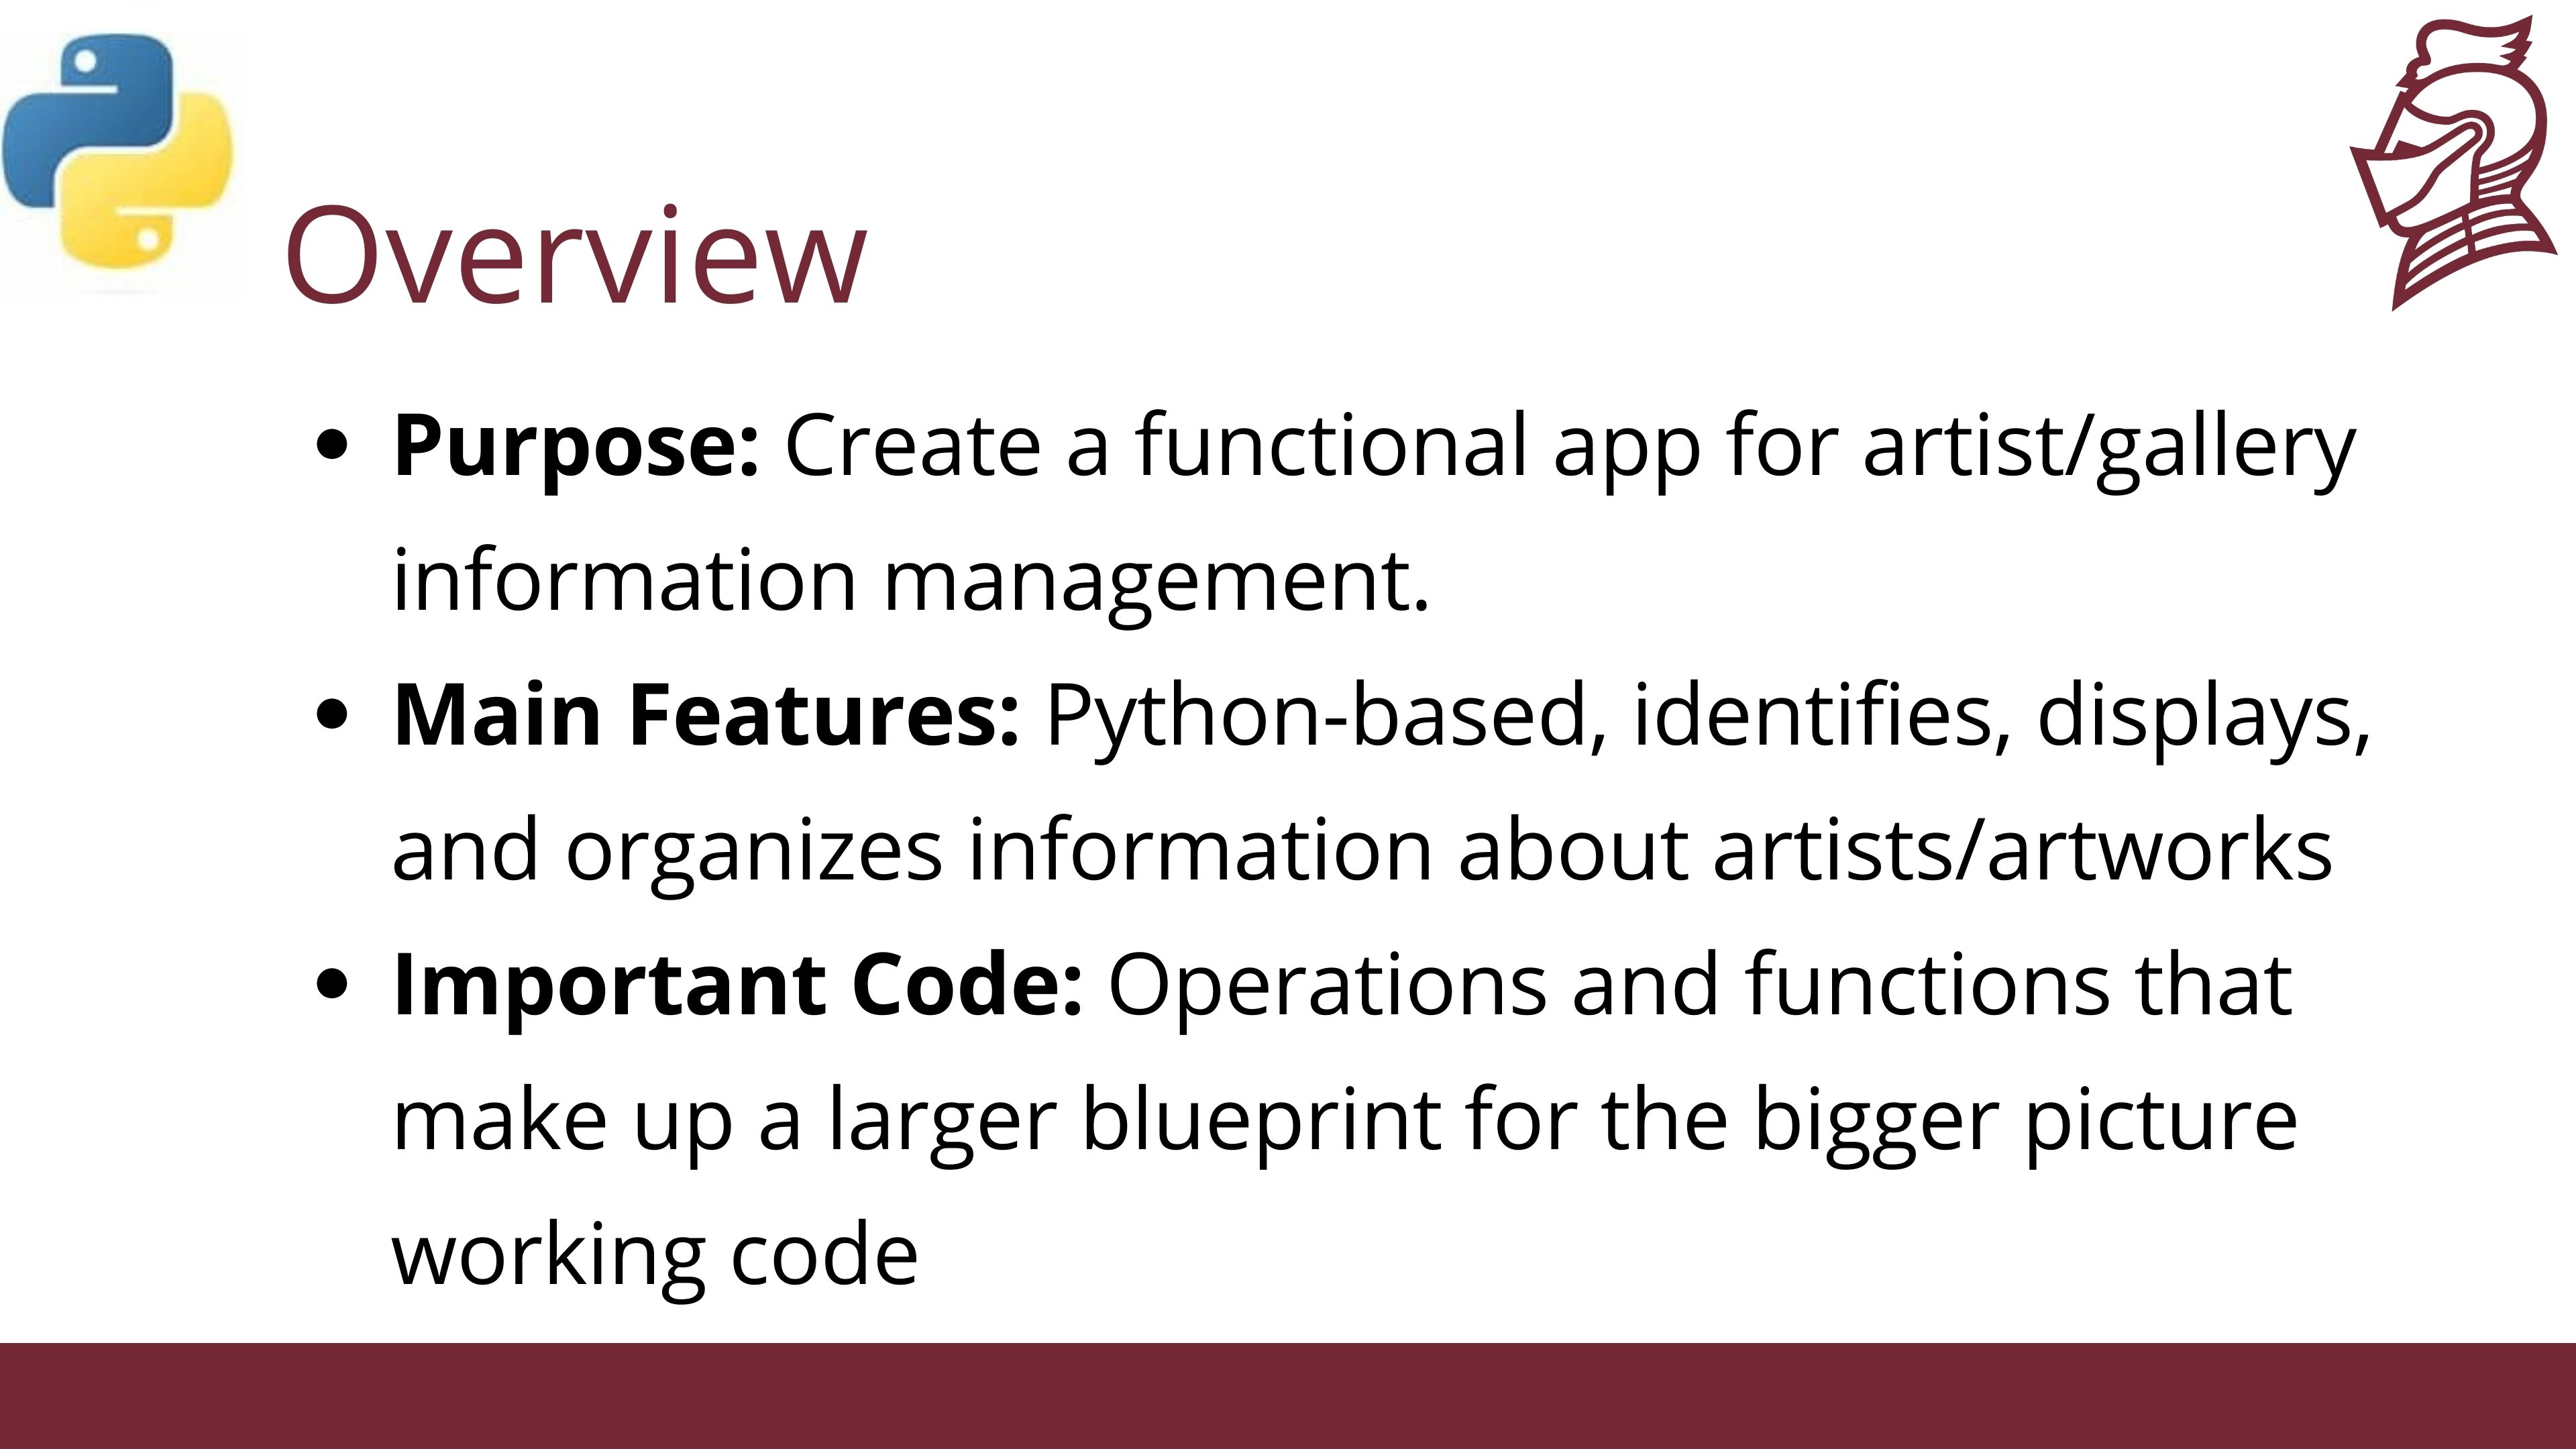 Overview
• Purpose: Create a functional app for artist/gallery
information management.
• Main Features: Python-based, identifies, displays,
and organizes information about artists/artworks
• Important Code: Operations and functions that
make up a larger blueprint for the bigger picture
working code